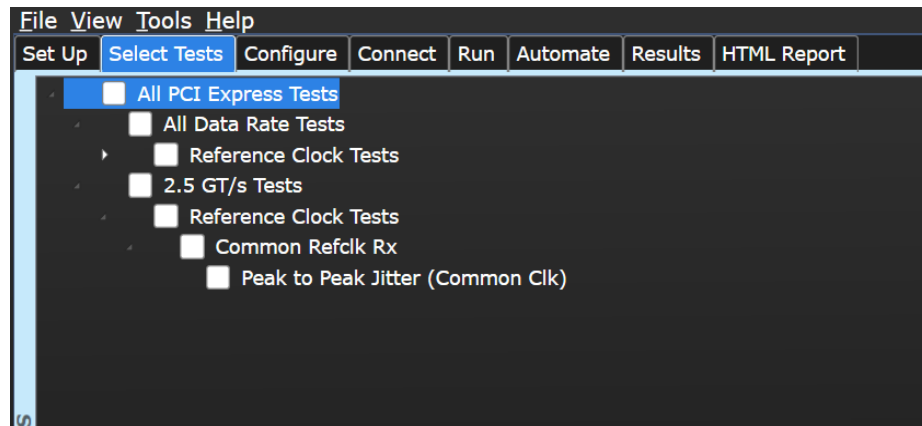 File View Tools Help
Set Up Select Tests Configure Connect Run Automate Results HTML Report
All PCI Express Tests
All Data Rate Tests
Reference Clock Tests
2.5 GT/s Tests
Reference Clock Tests
Common Refclk Rx
Peak to Peak Jitter (Common Clk)